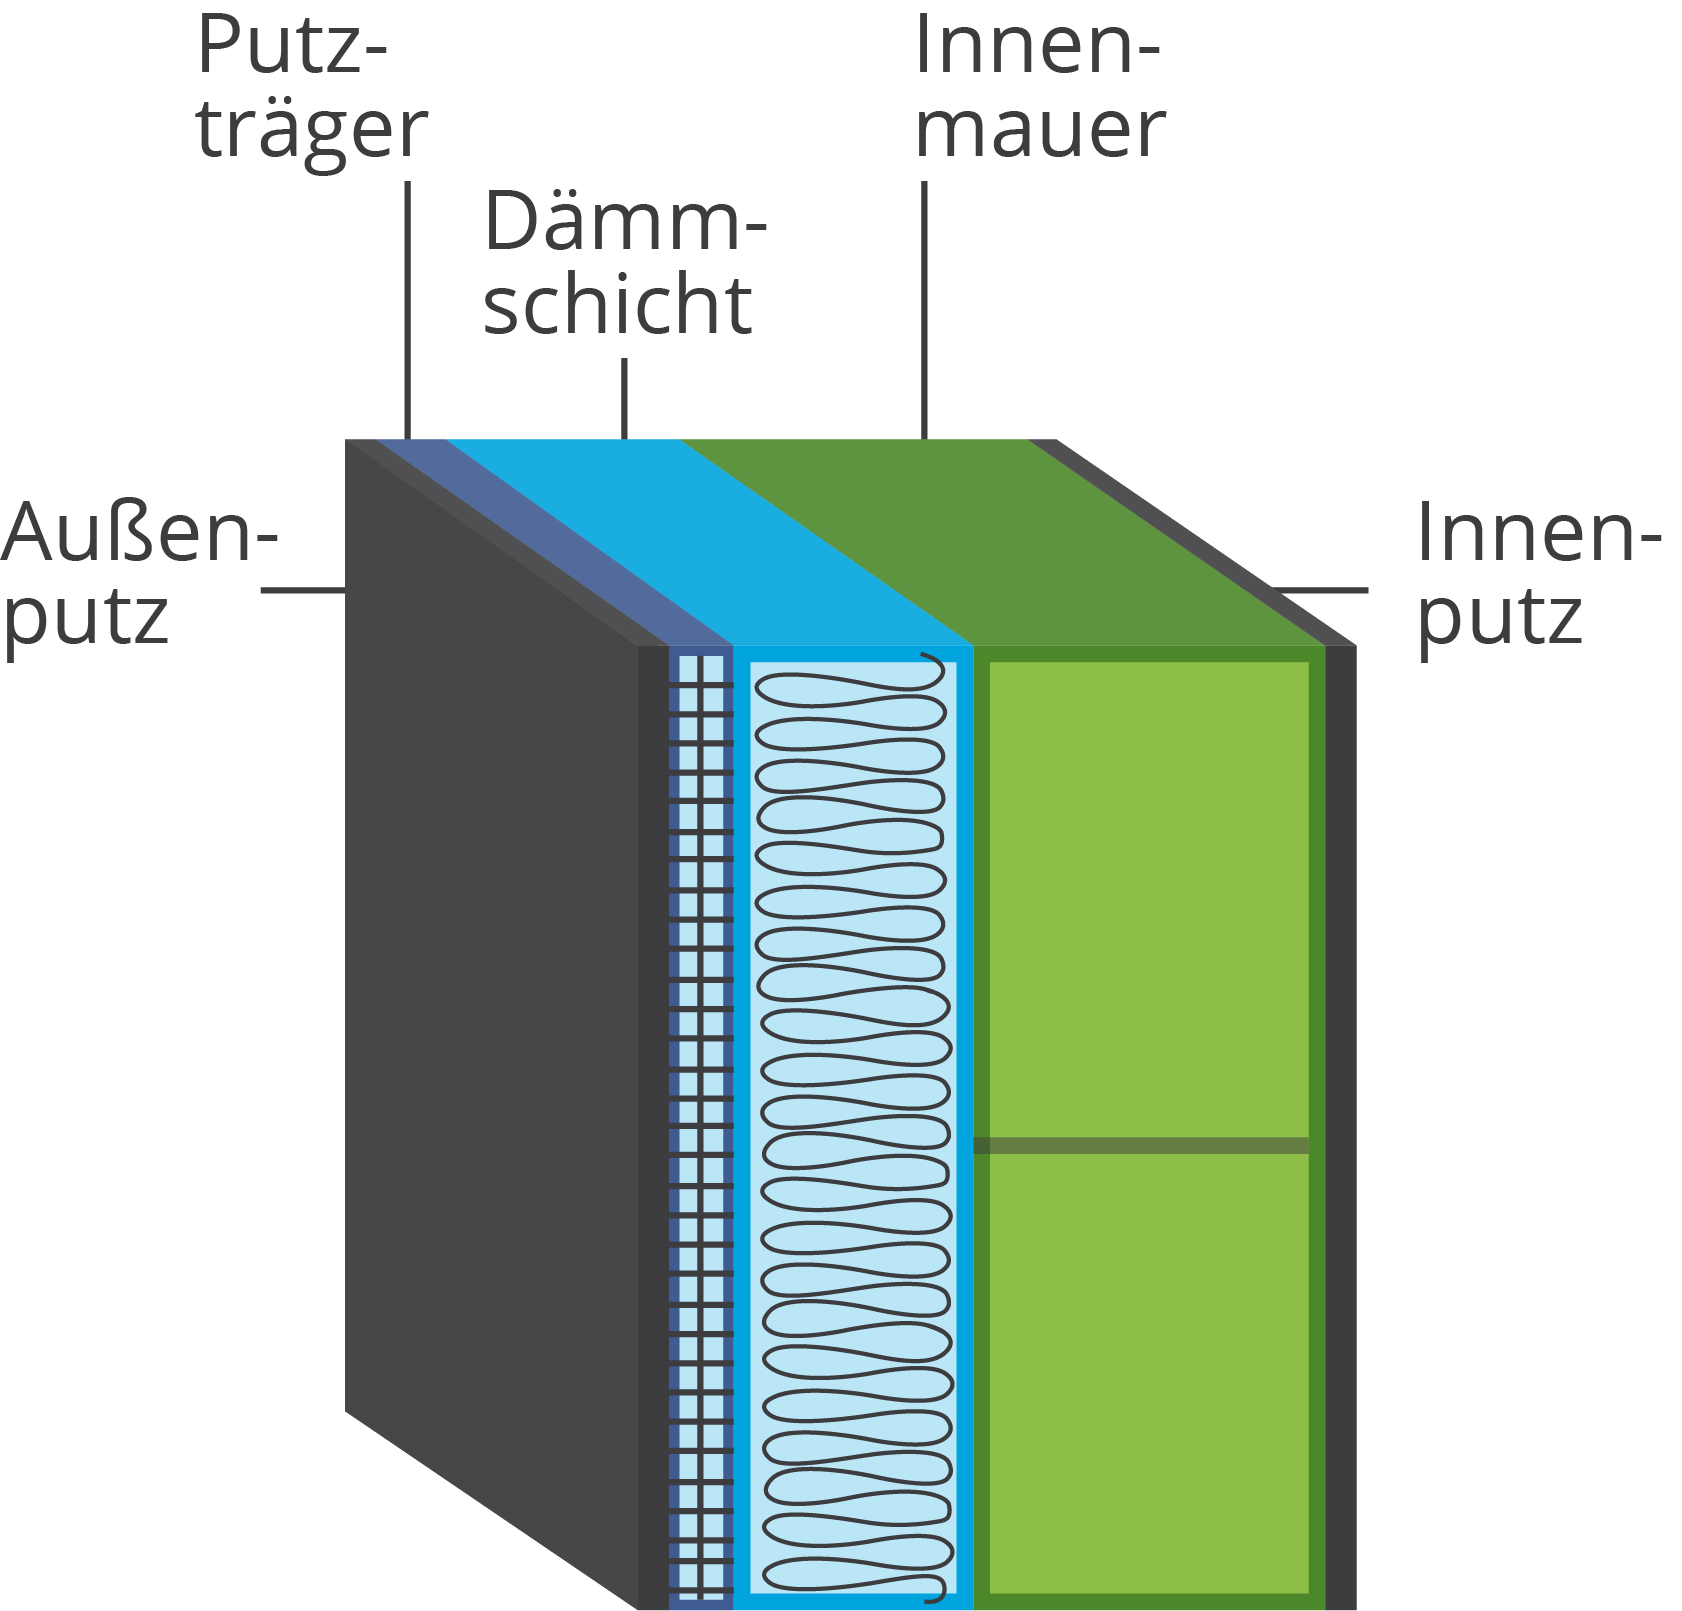 Putz-
träger
Innen-
mauer
Dämm-
schicht
Außen-
putz
Innen-
putz